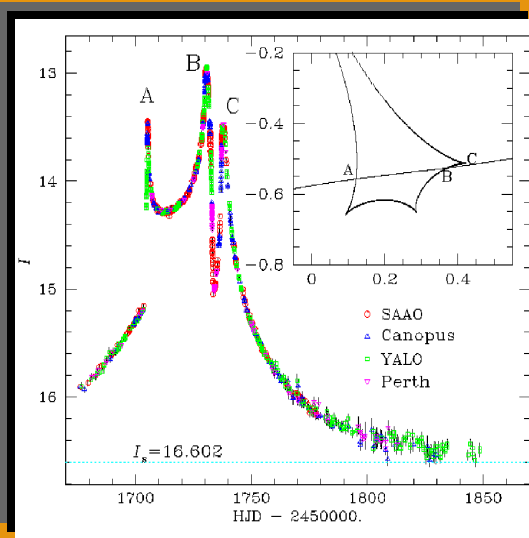 A
B
C
13
14
15
16
I
-0.2
-0.4
-0.6
-0.8
0
0.2
0.4
A
B
C
SAAO
Canopus
YALO
Perth
Is=16.602
1700
1750
1800
1850
HJD - 2450000.